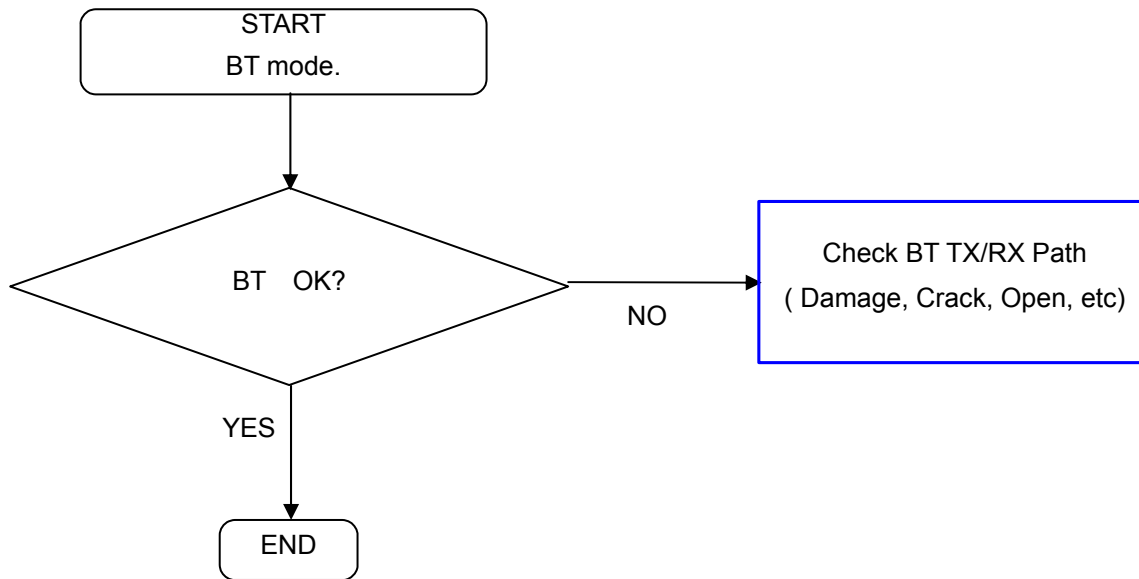 START
BT mode.
BT OK?
NO
Check BT TX/RX Path
( Damage, Crack, Open, etc)
YES
END